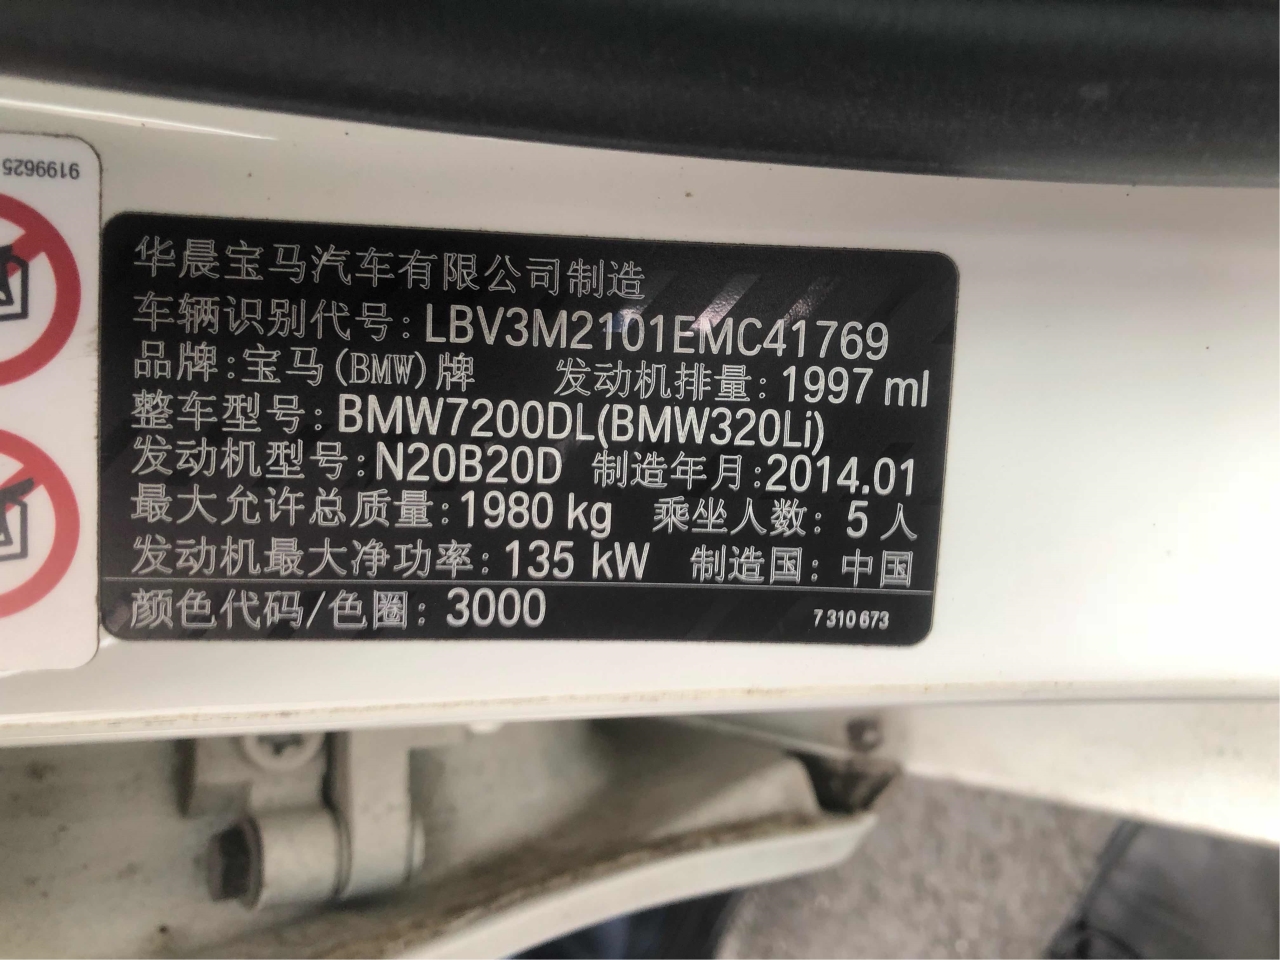 9199625
华晨宝马汽车有限公司制造
车辆识别代号：LBV3M2101EMC41769
品牌：宝马(BMW)牌 发动机排量：1997 ml
整车型号：BMW7200DL(BMW320Li)
发动机型号：N20B20D 制造年月：2014.01
最大允许总质量：1980 kg 乘坐人数：5 人
发动机最大净功率：135 kW 制造国：中国
颜色代码/色圈：3000 7 310 673